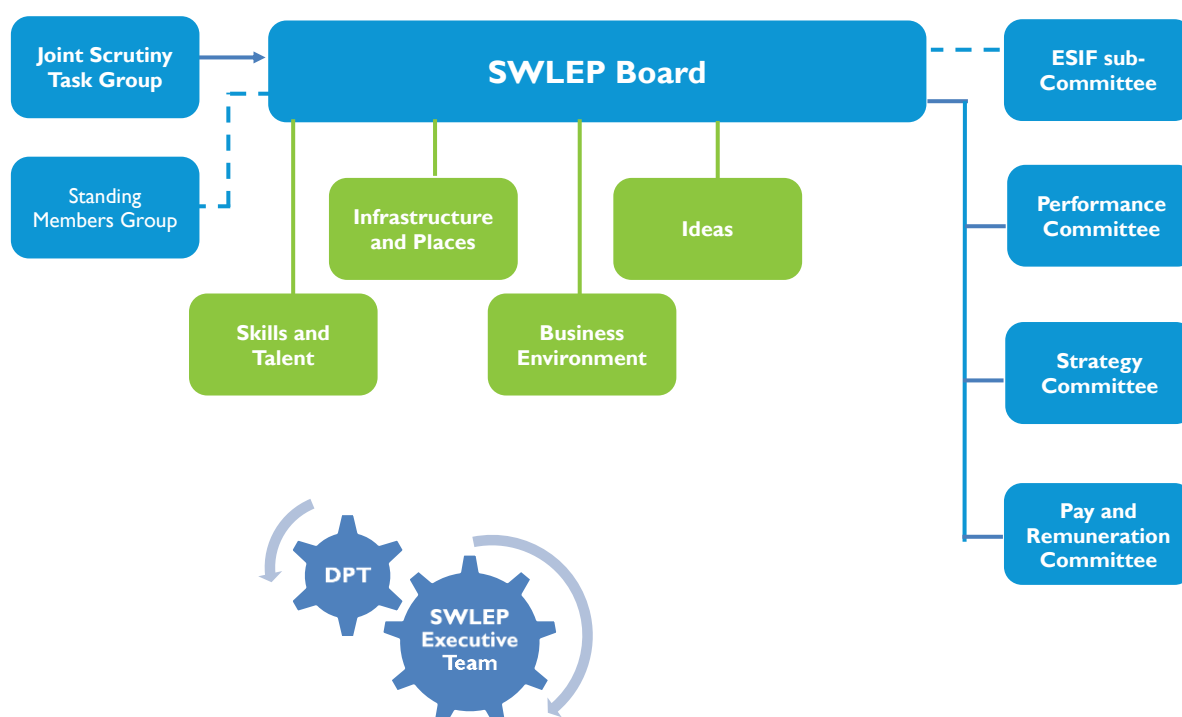 Joint Scrutiny
Task Group
SWLEP Board
ESIF sub-
Committee
Standing
Members Group
Infrastructure
and Places
Ideas
Performance
Committee
Skills and
Talent
Business
Environment
Strategy
Committee
Pay and
Remuneration
Committee
DPT
SWLEP
Executive
Team